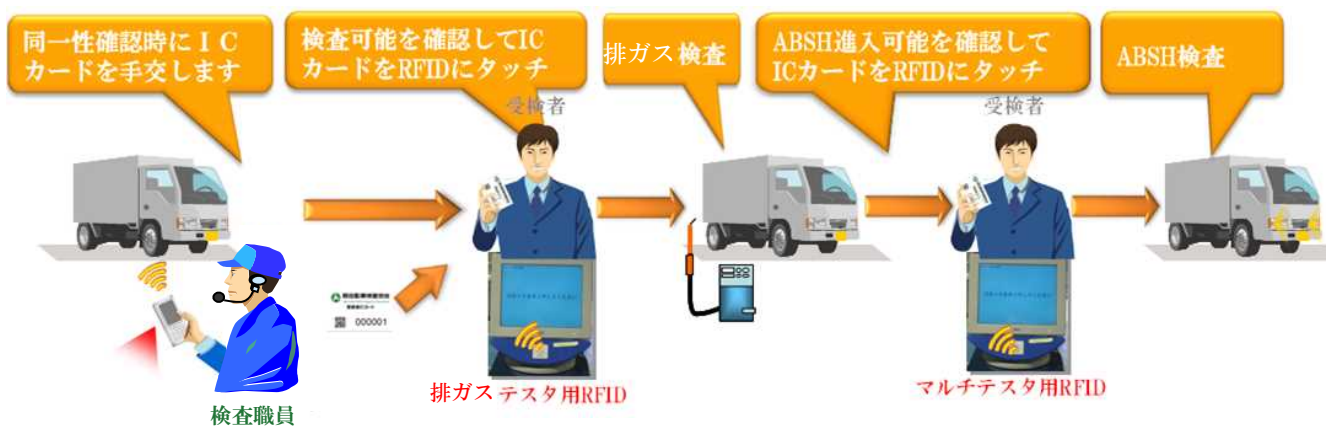 同一性確認時にＩＣ
カードを手交します
検査可能を確認してIC
カードをRFIDにタッチ
排ガス 検査
ABSH進入可能を確認して
ICカードをRFIDにタッチ
ABSH検査
受検者
受検者
000001
排ガス テスタ用RFID
マルチテスタ用RFID
検査職員